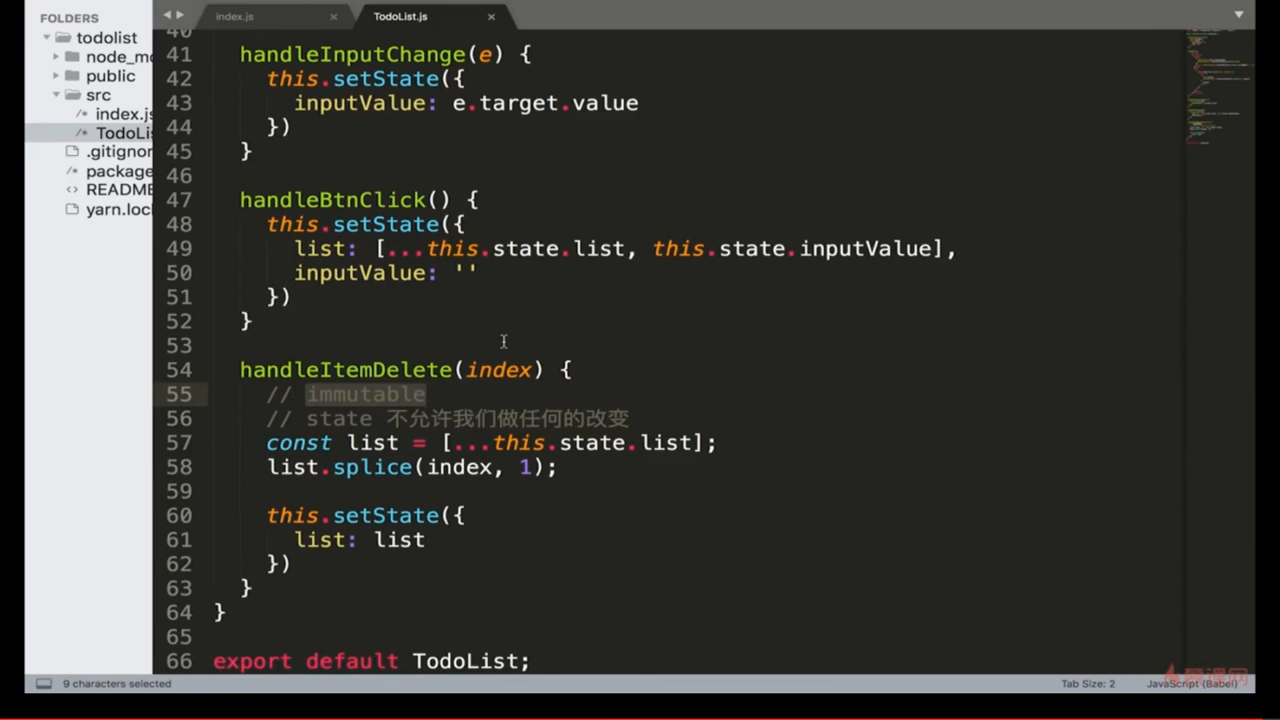 FOLDERS
todolist
node_mo
public
src
index.js
TodoLis
.gitignor
package
README
yarn.loc
index.js
TodoList.js
40
41 handleInputChange(e) {
42 this.setState({
43 inputValue: e.target.value
44 })
45 }
46
47 handleBtnClick() {
48 this.setState({
49 list: [...this.state.list, this.state.inputValue],
50 inputValue: ''
51 })
52 }
53
54 handleItemDelete(index) {
55 // immutable
56 // state 不允许我们做任何的改变
57 const list = [...this.state.list];
58 list.splice(index, 1);
59
60 this.setState({
61 list: list
62 })
63 }
64 }
65
66 export default TodoList;
9 characters selected
Tab Size: 2
JavaScript (Babel)
慕课网